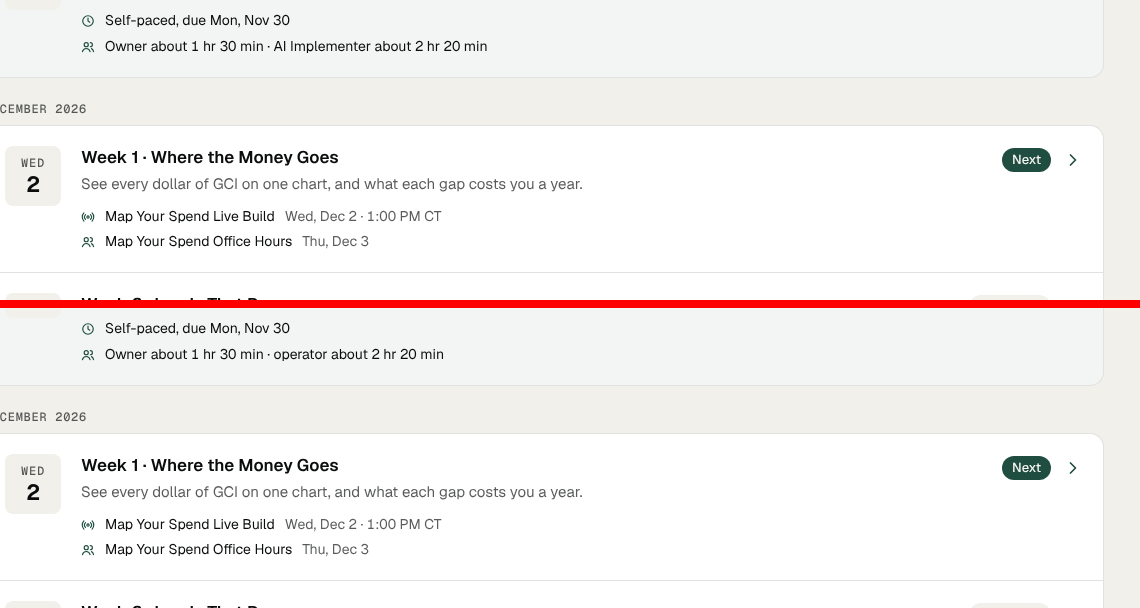 Self-paced, due Mon, Nov 30
Owner about 1 hr 30 min · AI Implementer about 2 hr 20 min
CEMBER 2026
WED
2
Week 1 · Where the Money Goes
Next
See every dollar of GCI on one chart, and what each gap costs you a year.
Map Your Spend Live Build Wed, Dec 2 · 1:00 PM CT
Map Your Spend Office Hours Thu, Dec 3
Self-paced, due Mon, Nov 30
Owner about 1 hr 30 min · operator about 2 hr 20 min
CEMBER 2026
WED
2
Week 1 · Where the Money Goes
Next
See every dollar of GCI on one chart, and what each gap costs you a year.
Map Your Spend Live Build Wed, Dec 2 · 1:00 PM CT
Map Your Spend Office Hours Thu, Dec 3